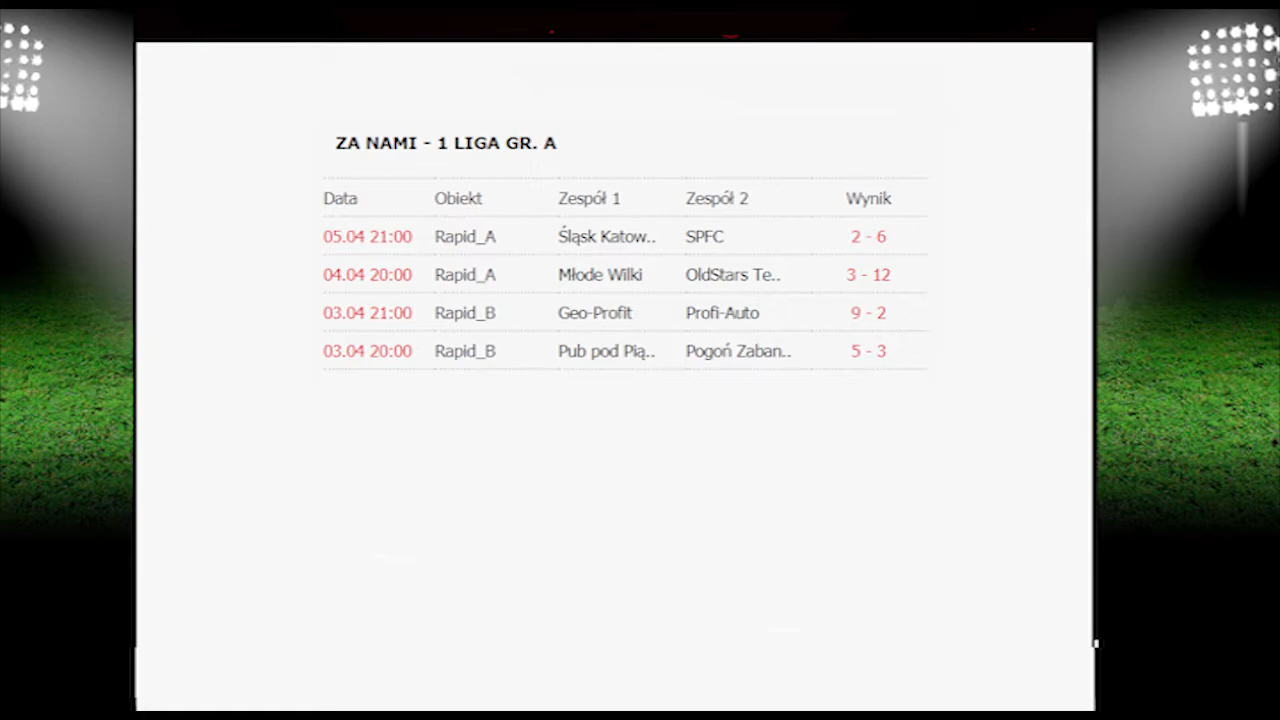 ZA NAMI - 1 LIGA GR. A
Data Obiekt Zespół 1 Zespół 2 Wynik
05.04 21:00 Rapid_A Śląsk Katow.. SPFC 2 - 6
04.04 20:00 Rapid_A Młode Wilki OldStars Te.. 3 - 12
03.04 21:00 Rapid_B Geo-Profit Profi-Auto 9 - 2
03.04 20:00 Rapid_B Pub pod Pią.. Pogoń Zaban.. 5 - 3